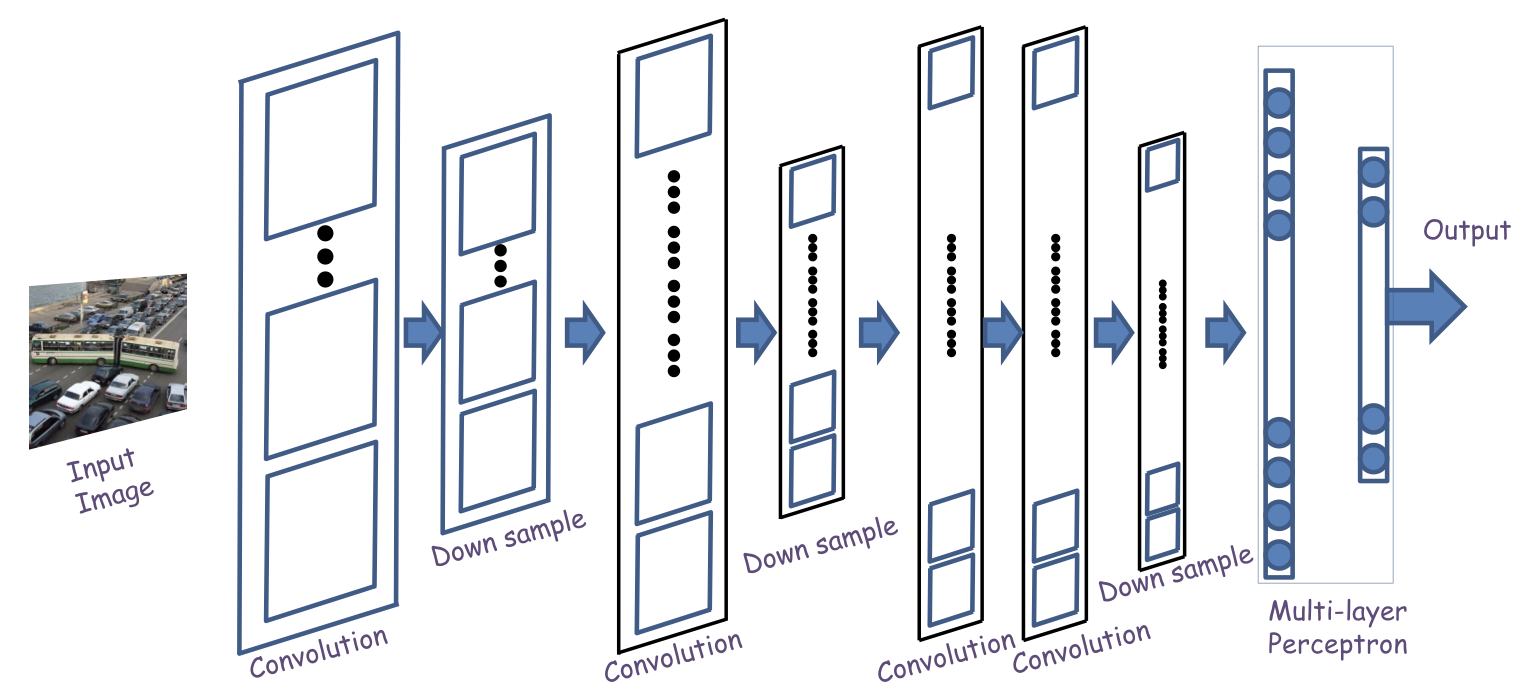 Input
Image
Convolution
Down sample
Convolution
Down sample
Convolution
Convolution
Down sample
Multi-layer
Perceptron
Output